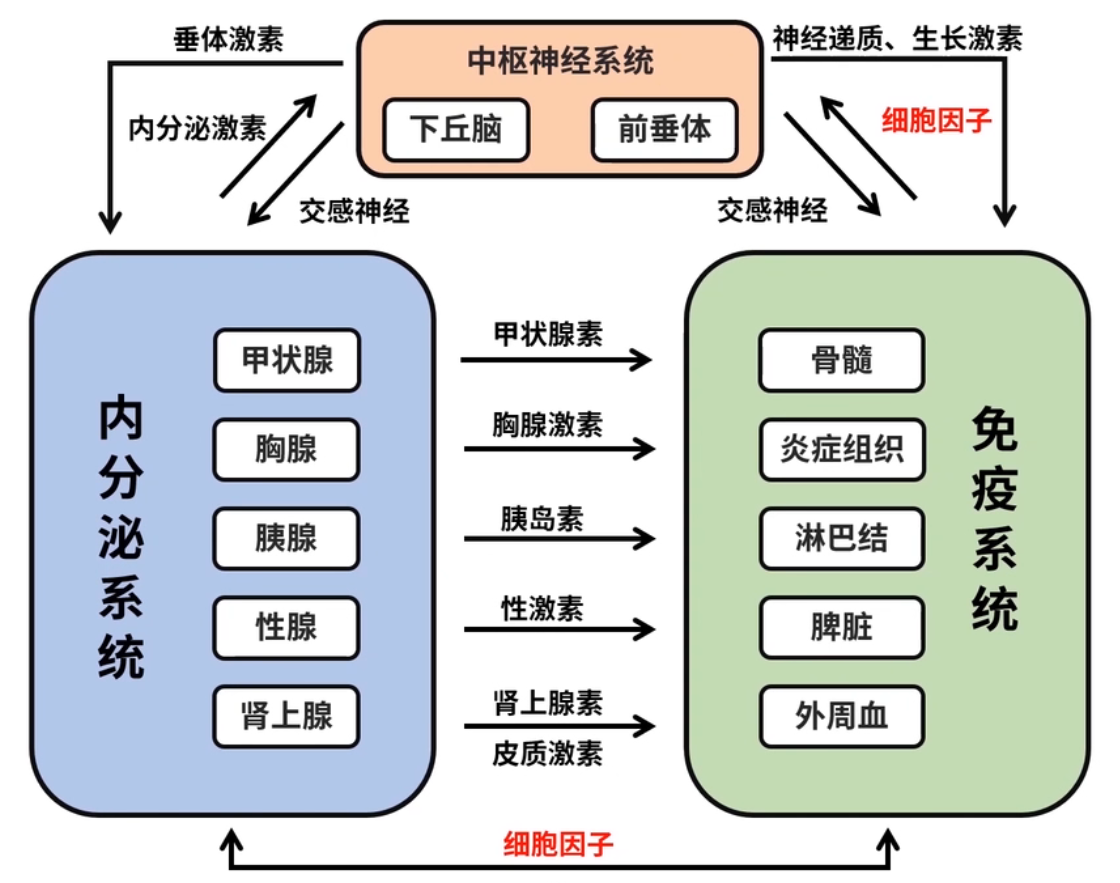 垂体激素
中枢神经系统
神经递质、生长激素
下丘脑
前垂体
内分泌激素
细胞因子
交感神经
交感神经
内分泌系统
甲状腺
胸腺
胰腺
性腺
肾上腺
甲状腺素
胸腺激素
胰岛素
性激素
肾上腺素
皮质激素
骨髓
炎症组织
淋巴结
脾脏
外周血
免疫系统
细胞因子